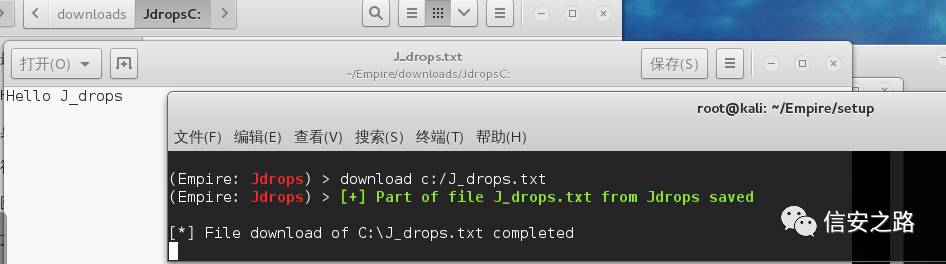 downloads JdropsC:
打开(O) J_drops.txt 保存(S)
~/Empire/downloads/JdropsC:
Hello J_drops
root@kali: ~/Empire/setup
文件(F) 编辑(E) 查看(V) 搜索(S) 终端(T) 帮助(H)
(Empire: Jdrops) > download c:/J_drops.txt
(Empire: Jdrops) > [+] Part of file J_drops.txt from Jdrops saved
[*] File download of C:\J_drops.txt completed
信安之路